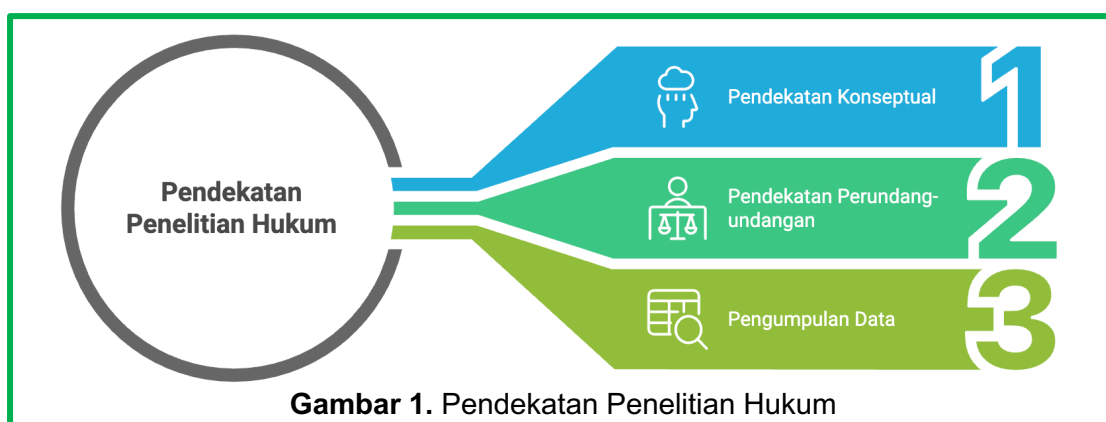 Pendekatan
Penelitian Hukum
Pendekatan Konseptual
1
Pendekatan Perundang-
undangan
2
Pengumpulan Data
3
Gambar 1. Pendekatan Penelitian Hukum